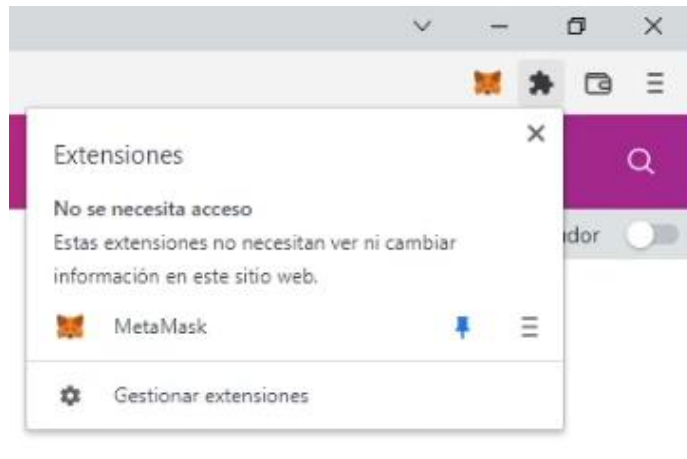 Extensiones
No se necesita acceso
Estas extensiones no necesitan ver ni cambiar
información en este sitio web.
MetaMask
Gestionar extensiones